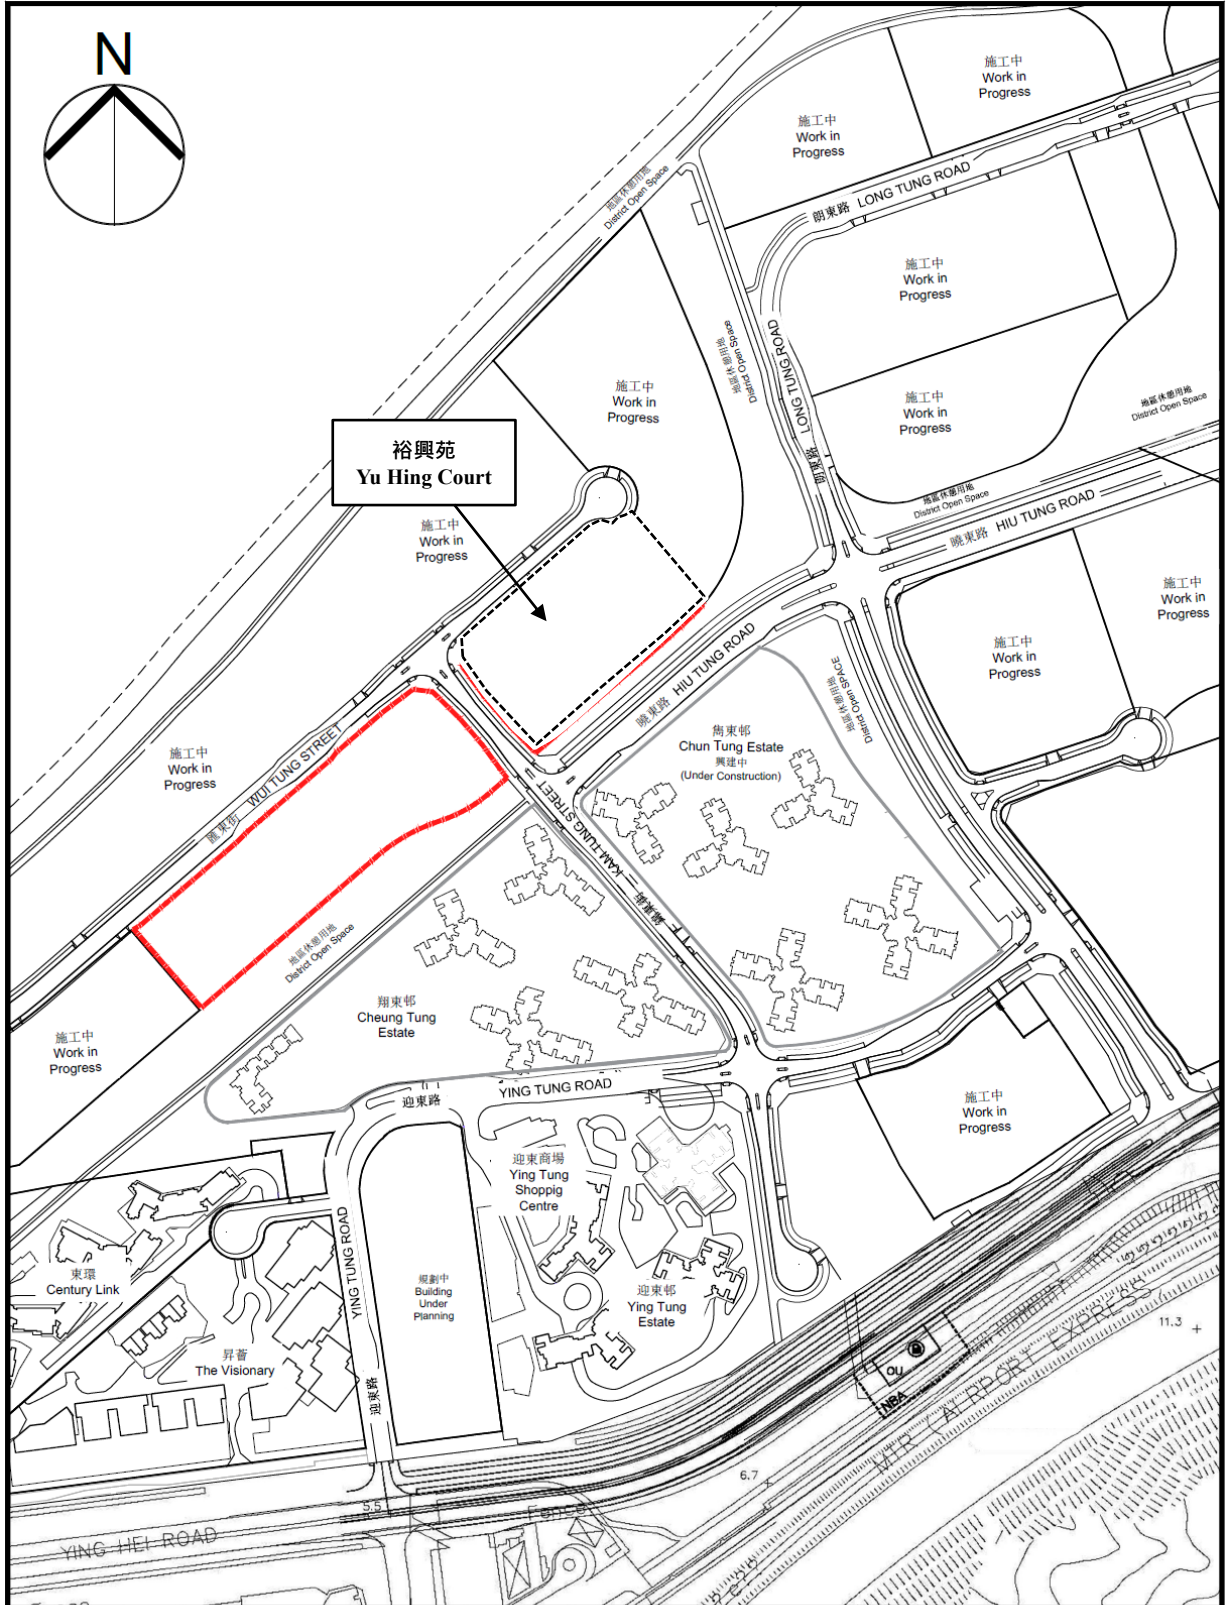 N
施工中
Work in
Progress
施工中
Work in
Progress
地區休憩用地
District Open Space
朗東路 LONG TUNG ROAD
施工中
Work in
Progress
地區休憩用地
District Open Space
朗東路 LONG TUNG ROAD
施工中
Work in
Progress
施工中
Work in
Progress
地區休憩用地
District Open Space
裕興苑
Yu Hing Court
地區休憩用地
District Open Space
曉東路 HIU TUNG ROAD
施工中
Work in
Progress
施工中
Work in
Progress
施工中
Work in
Progress
曉東路 HIU TUNG ROAD
地區休憩用地
District Open SPACE
雋東邨
Chun Tung Estate
興建中
(Under Construction)
施工中
Work in
Progress
匯東街 WUI TUNG STREET
KAM TUNG STREET
地區休憩用地
District Open Space
翔東邨
Cheung Tung
Estate
施工中
Work in
Progress
迎東路 YING TUNG ROAD
施工中
Work in
Progress
迎東商場
Ying Tung
Shoppig
Centre
東環
Century Link
迎東路 YING TUNG ROAD
規劃中
Building
Under
Planning
迎東邨
Ying Tung
Estate
昇薈
The Visionary
11.3
OU
NBA
MTR (AIRPORT EXPRESS)
6.7
5.5
Fence
YING HEI ROAD